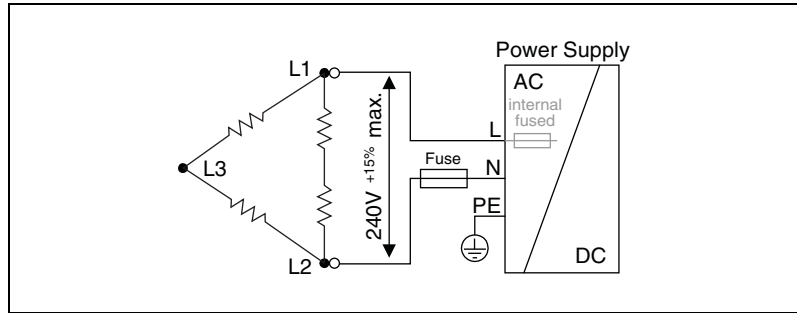 Power Supply
L1
AC
internal
fused
L
Fuse
N
L3
240V +15% max.
PE
L2
DC